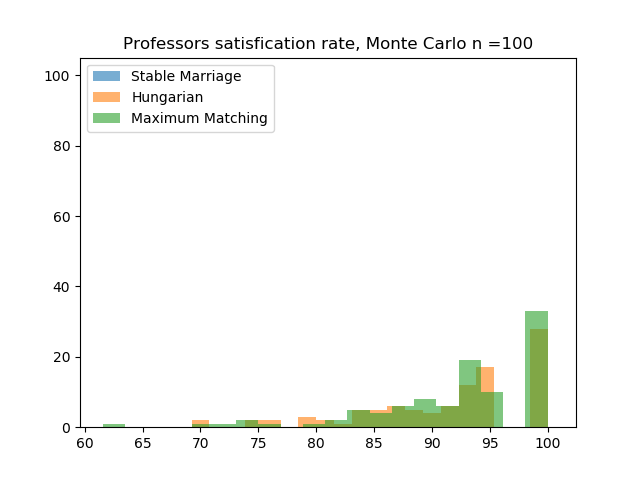 Professors satisfication rate, Monte Carlo n =100
Stable Marriage
Hungarian
Maximum Matching
100
80
60
40
20
0
60 65 70 75 80 85 90 95 100